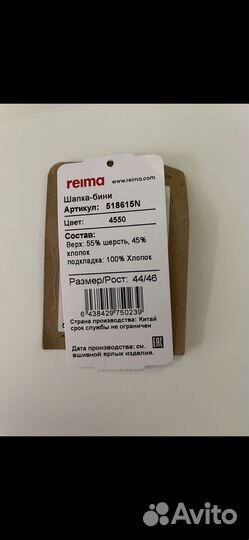 reima www.reima.com
Шапка-бини
Артикул: 518615N
Цвет: 4550
Состав:
Верх: 55% шерсть, 45%
хлопок
подкладка: 100% Хлопок
Размер/Рост: 44/46
6 438429 750239
Страна производства: Китай
срок службы не ограничен
Дата производства: см.
вшивной ярлык изделия.
EAC
Avito